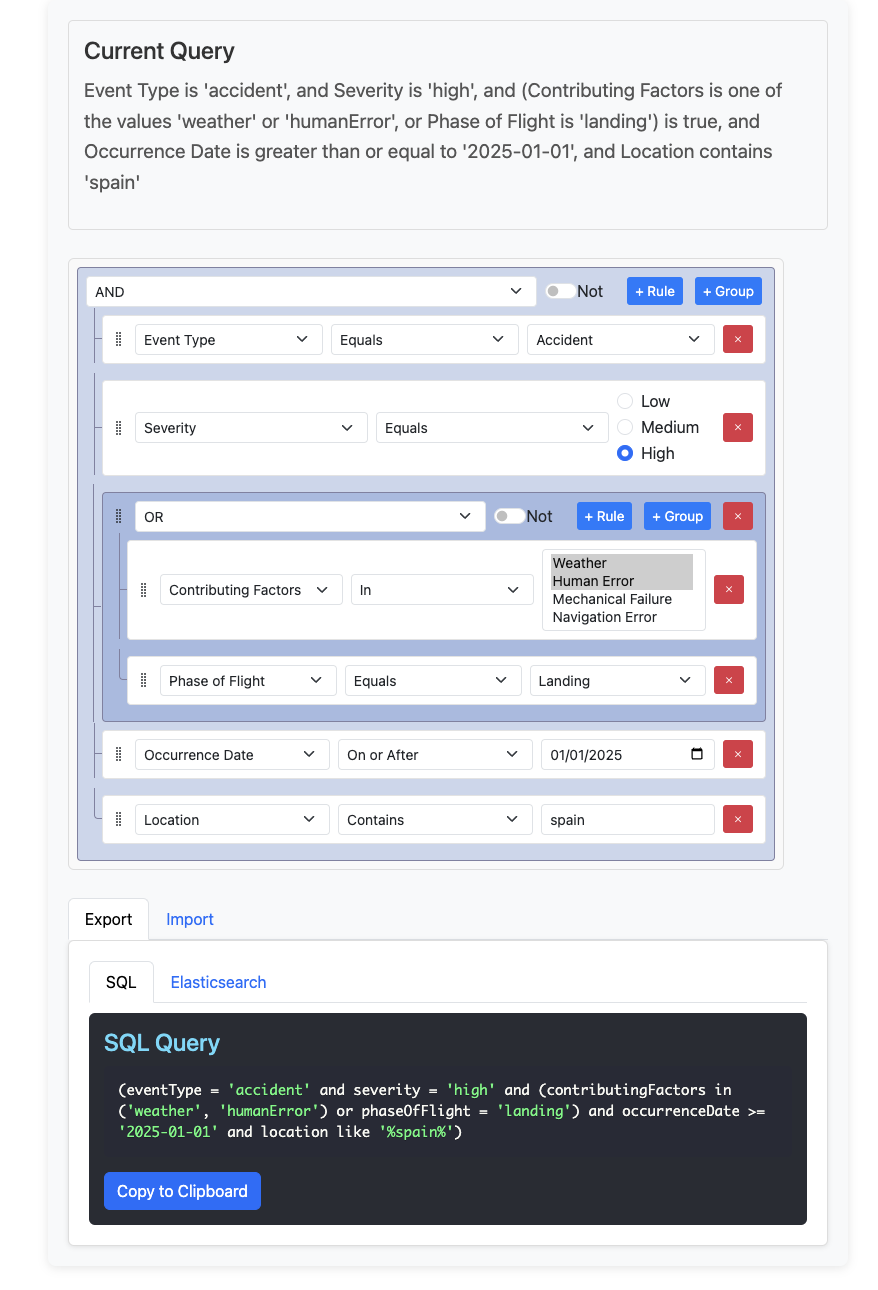 Current Query
Event Type is 'accident', and Severity is 'high', and (Contributing Factors is one of
the values 'weather' or 'humanError', or Phase of Flight is 'landing') is true, and
Occurrence Date is greater than or equal to '2025-01-01', and Location contains
'spain'
AND Not + Rule + Group
Event Type Equals Accident ×
Low
Severity Equals Medium ×
High
OR Not + Rule + Group ×
Weather
Human Error
Contributing Factors In ×
Mechanical Failure
Navigation Error
Phase of Flight Equals Landing ×
Occurrence Date On or After 01/01/2025 ×
Location Contains spain ×
Export Import
SQL Elasticsearch
SQL Query
(eventType = 'accident' and severity = 'high' and (contributingFactors in
('weather', 'humanError') or phaseOfFlight = 'landing') and occurrenceDate >=
'2025-01-01' and location like '%spain%')
Copy to Clipboard